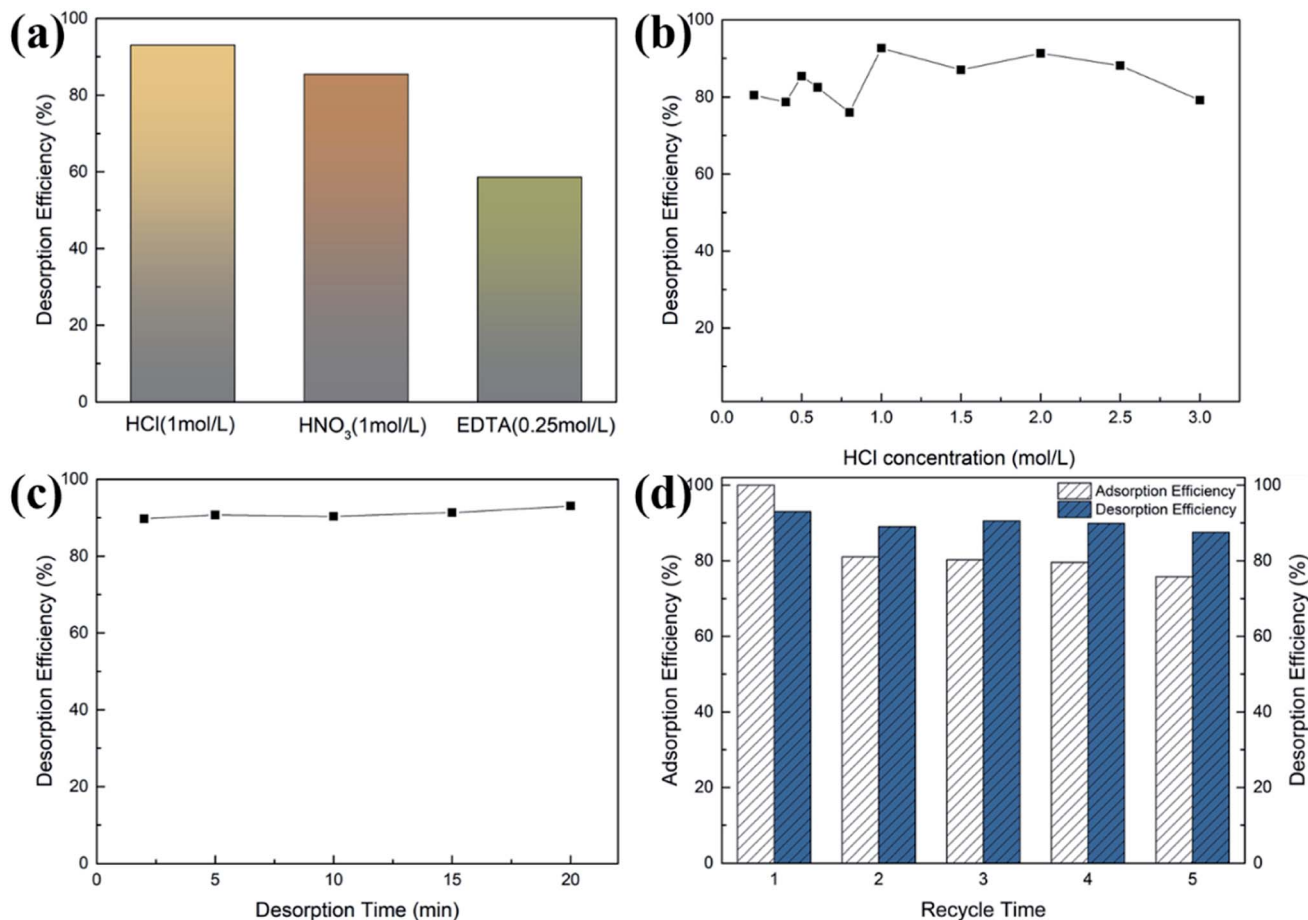 (a)
100
80
60
40
20
0
Desorption Efficiency (%)
HCl(1mol/L) HNO₃(1mol/L) EDTA(0.25mol/L)
(b)
100
80
60
40
20
Desorption Efficiency (%)
0.0 0.5 1.0 1.5 2.0 2.5 3.0
HCl concentration (mol/L)
(c)
100
80
60
40
20
0
Desorption Efficiency (%)
0 5 10 15 20
Desorption Time (min)
(d)
100
80
60
40
20
0
Adsorption Efficiency (%)
Adsorption Efficiency
Desorption Efficiency
100
80
60
40
20
0
Desorption Efficiency (%)
1 2 3 4 5
Recycle Time